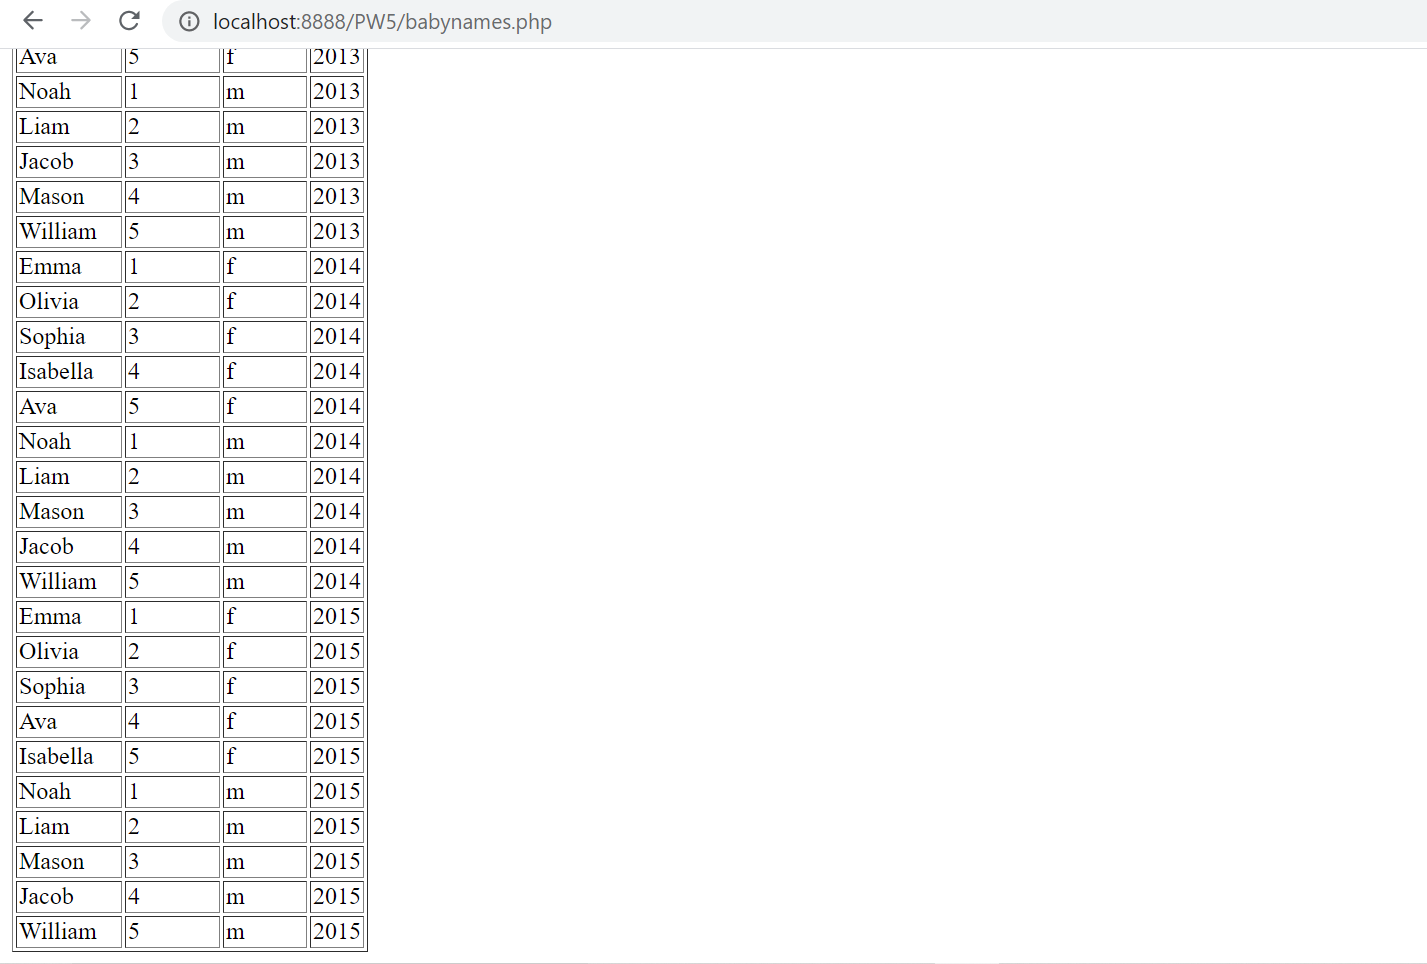 localhost:8888/PW5/babynames.php
Ava 5 f 2013
Noah 1 m 2013
Liam 2 m 2013
Jacob 3 m 2013
Mason 4 m 2013
William 5 m 2013
Emma 1 f 2014
Olivia 2 f 2014
Sophia 3 f 2014
Isabella 4 f 2014
Ava 5 f 2014
Noah 1 m 2014
Liam 2 m 2014
Mason 3 m 2014
Jacob 4 m 2014
William 5 m 2014
Emma 1 f 2015
Olivia 2 f 2015
Sophia 3 f 2015
Ava 4 f 2015
Isabella 5 f 2015
Noah 1 m 2015
Liam 2 m 2015
Mason 3 m 2015
Jacob 4 m 2015
William 5 m 2015